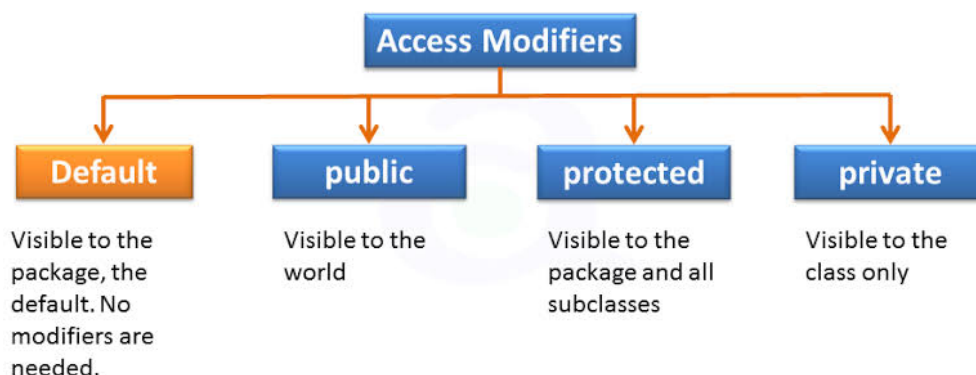 Access Modifiers
Default
public
protected
private
Visible to the
package, the
default. No
modifiers are
needed.
Visible to the
world
Visible to the
package and all
subclasses
Visible to the
class only